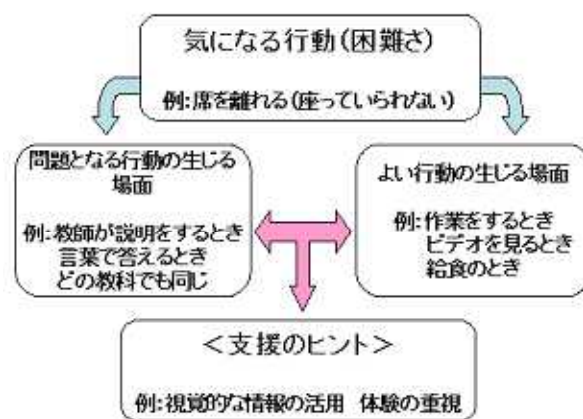 気になる行動(困難さ)
例:席を離れる(座っていられない)
問題となる行動の生じる
場面
例:教師が説明をするとき
言葉で答えるとき
どの教科でも同じ
よい行動の生じる場面
例:作業をするとき
ビデオを見るとき
給食のとき
<支援のヒント>
例:視覚的な情報の活用 体験の重視